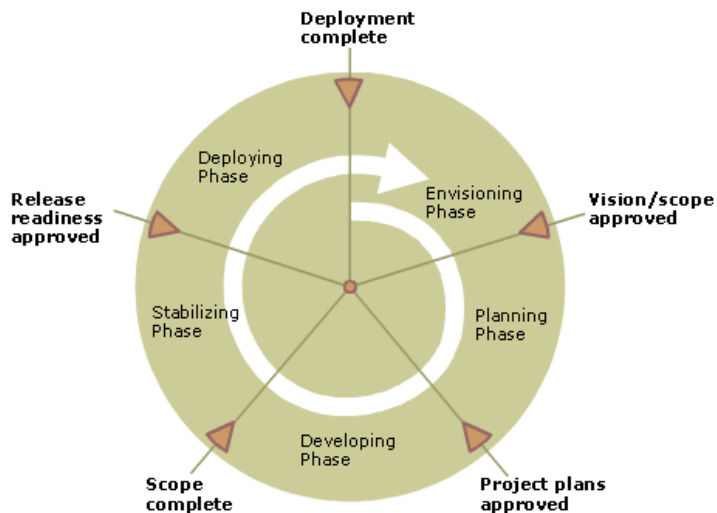 Deployment
complete
Deploying
Phase
Envisioning
Phase
Release
readiness
approved
Vision/scope
approved
Stabilizing
Phase
Planning
Phase
Developing
Phase
Scope
complete
Project plans
approved